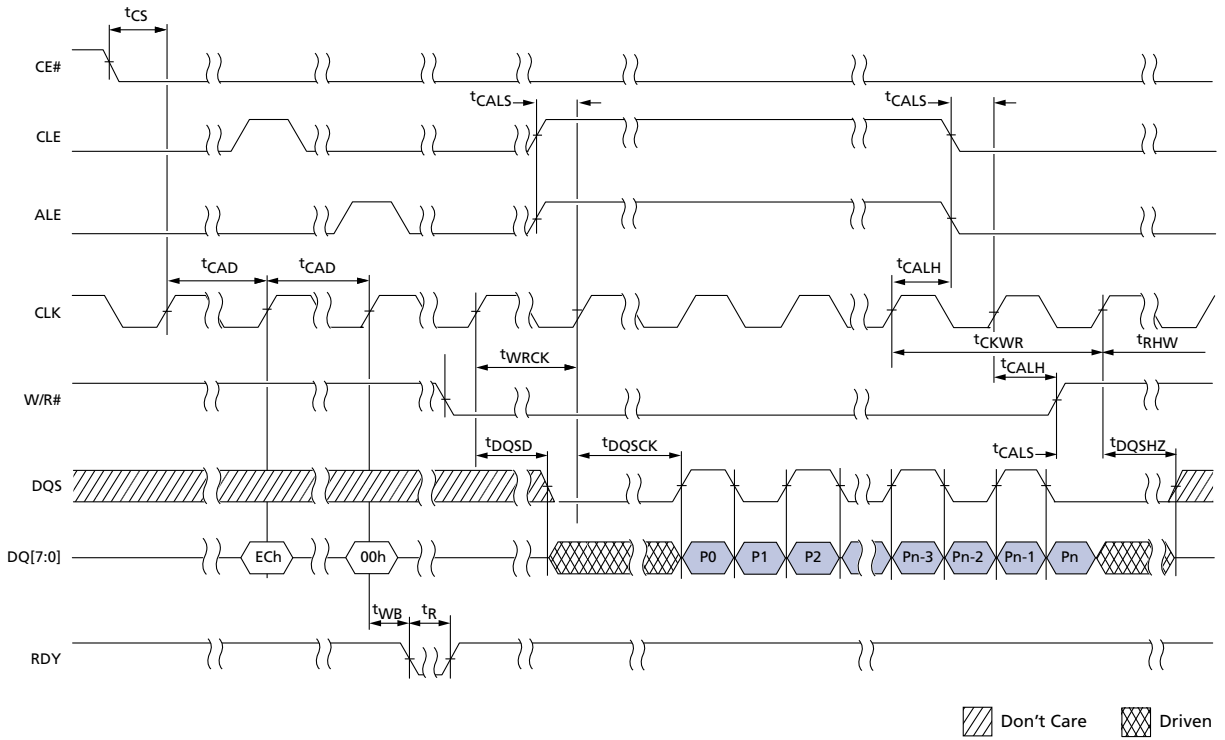 tCS
CE#
tCALS
tCALS
CLE
ALE
tCAD
tCAD
tCALH
CLK
tWRCK
tCKWR
tRHW
tCALH
W/R#
tDQSD
tDQSCK
tCALS
tDQSHZ
DQS
DQ[7:0]
ECh
00h
P0
P1
P2
Pn-3
Pn-2
Pn-1
Pn
tWB
tR
RDY
Don't Care
Driven